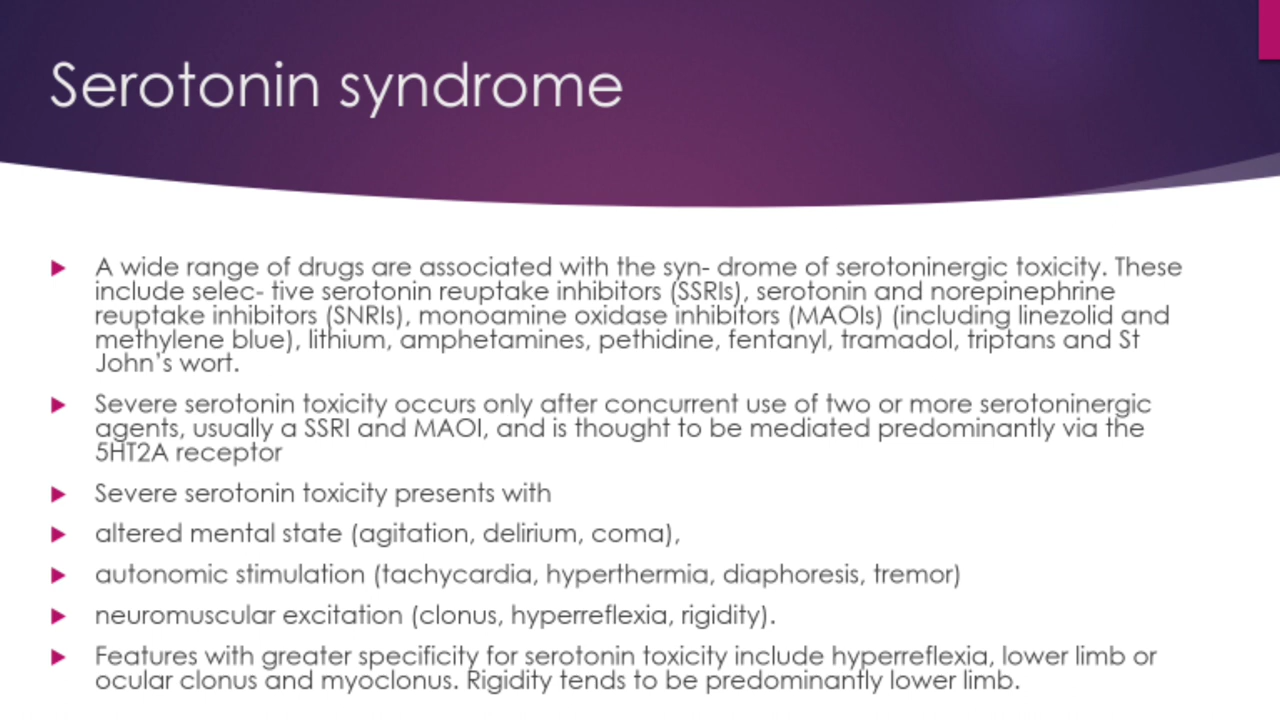 Serotonin syndrome
A wide range of drugs are associated with the syn- drome of serotoninergic toxicity. These
include selec- tive serotonin reuptake inhibitors (SSRIs), serotonin and norepinephrine
reuptake inhibitors (SNRIs), monoamine oxidase inhibitors (MAOIs) (including linezolid and
methylene blue), lithium, amphetamines, pethidine, fentanyl, tramadol, triptans and St
John's wort.
Severe serotonin toxicity occurs only after concurrent use of two or more serotoninergic
agents, usually a SSRI and MAOI, and is thought to be mediated predominantly via the
5HT2A receptor
Severe serotonin toxicity presents with
altered mental state (agitation, delirium, coma),
autonomic stimulation (tachycardia, hyperthermia, diaphoresis, tremor)
neuromuscular excitation (clonus, hyperreflexia, rigidity).
Features with greater specificity for serotonin toxicity include hyperreflexia, lower limb or
ocular clonus and myoclonus. Rigidity tends to be predominantly lower limb.